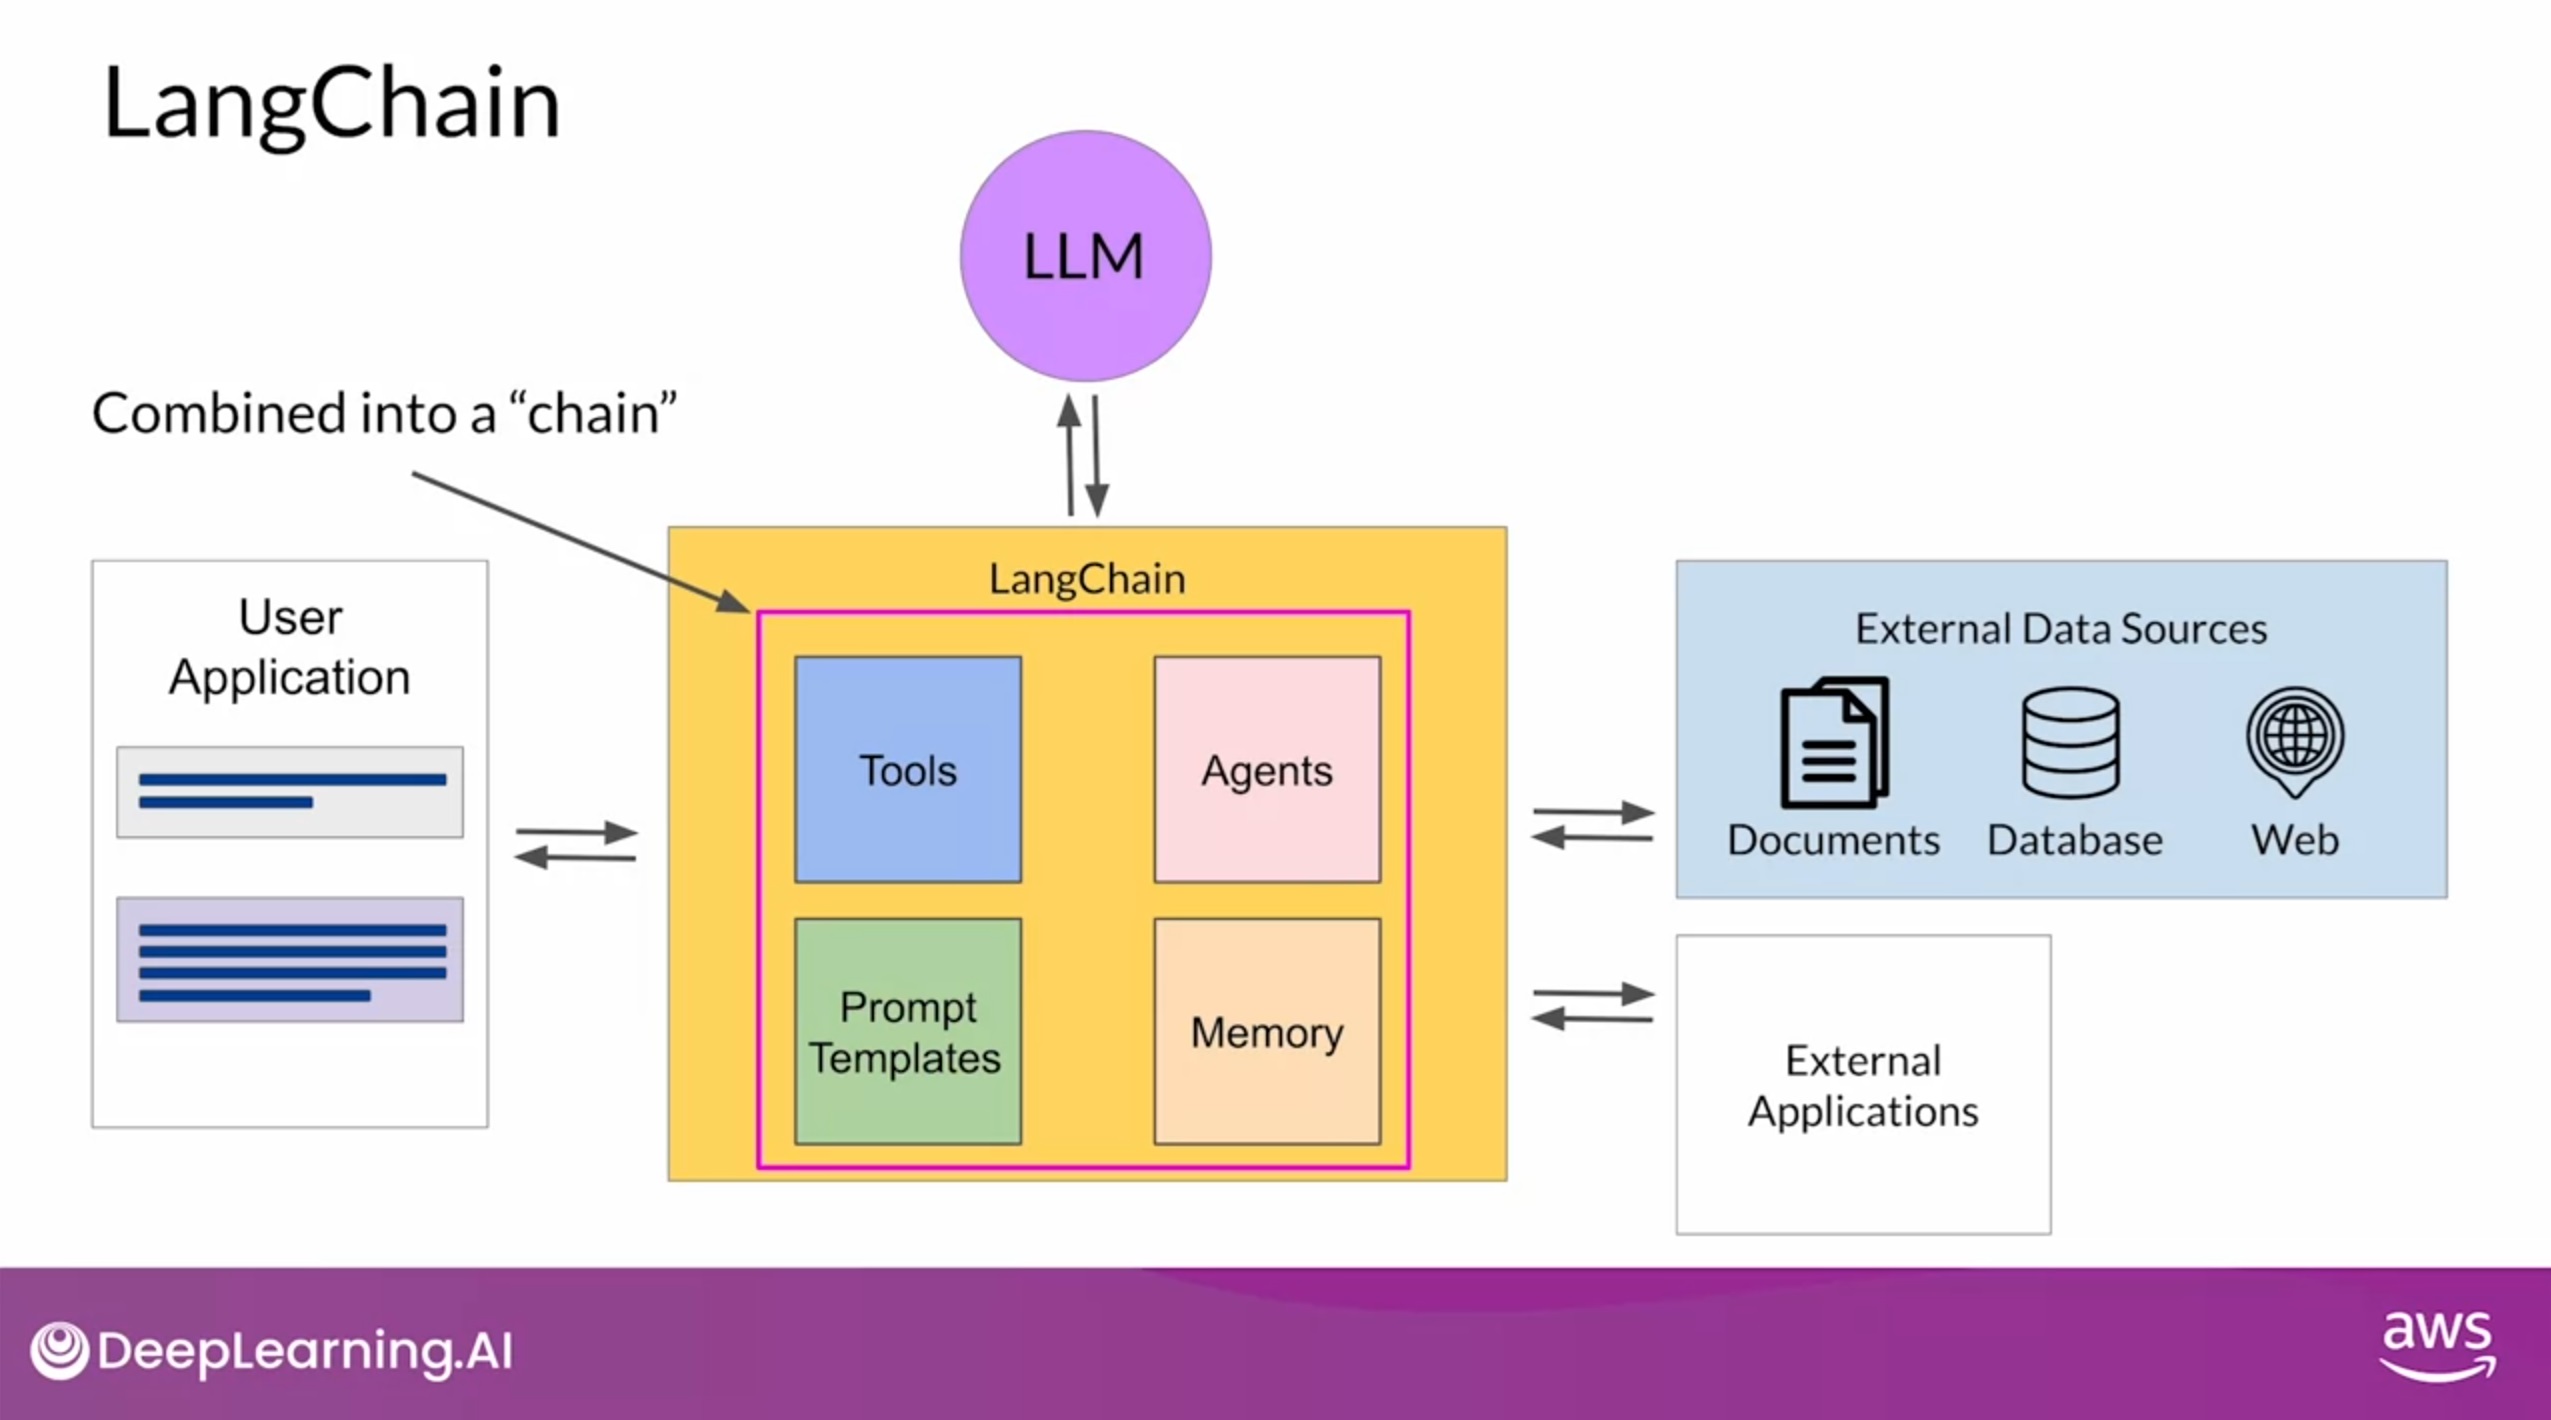 LangChain
LLM
Combined into a “chain”
User
Application
LangChain
Tools
Agents
Prompt
Templates
Memory
External Data Sources
Documents
Database
Web
External
Applications
DeepLearning.AI
aws